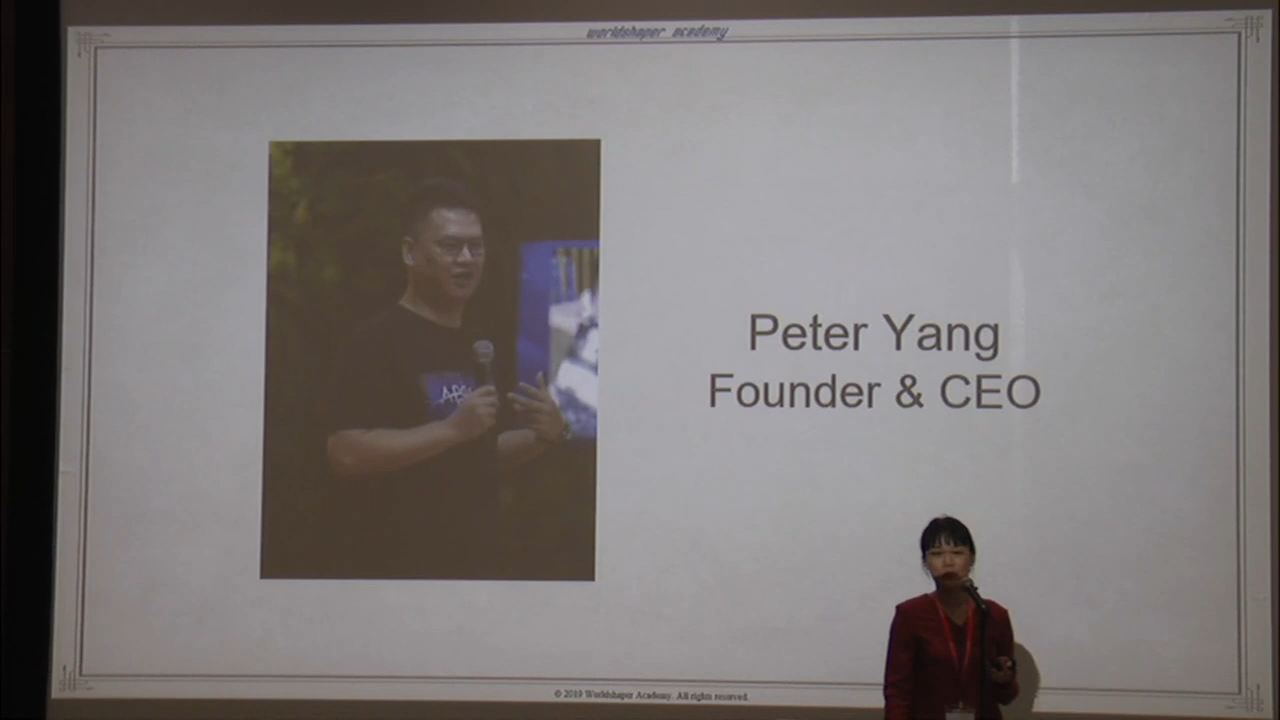 worldshaper academy
Peter Yang
Founder & CEO
© 2019 Worldshaper Academy. All rights reserved.